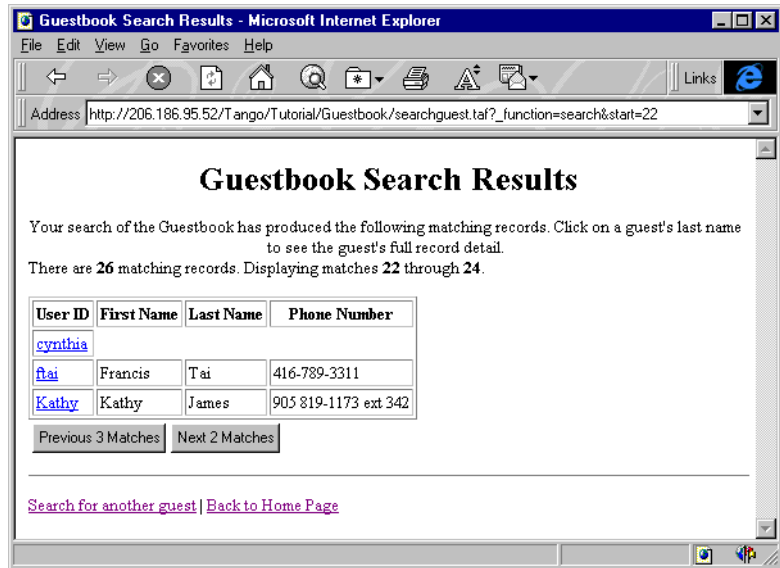 Guestbook Search Results - Microsoft Internet Explorer
File Edit View Go Favorites Help
Links
Address http://206.186.95.52/Tango/Tutorial/Guestbook/searchguest.taf?_function=search&start=22
Guestbook Search Results
Your search of the Guestbook has produced the following matching records. Click on a guest's last name
to see the guest's full record detail.
There are 26 matching records. Displaying matches 22 through 24.
User ID First Name Last Name Phone Number
cynthia
ftai Francis Tai 416-789-3311
Kathy Kathy James 905 819-1173 ext 342
Previous 3 Matches Next 2 Matches
Search for another guest | Back to Home Page